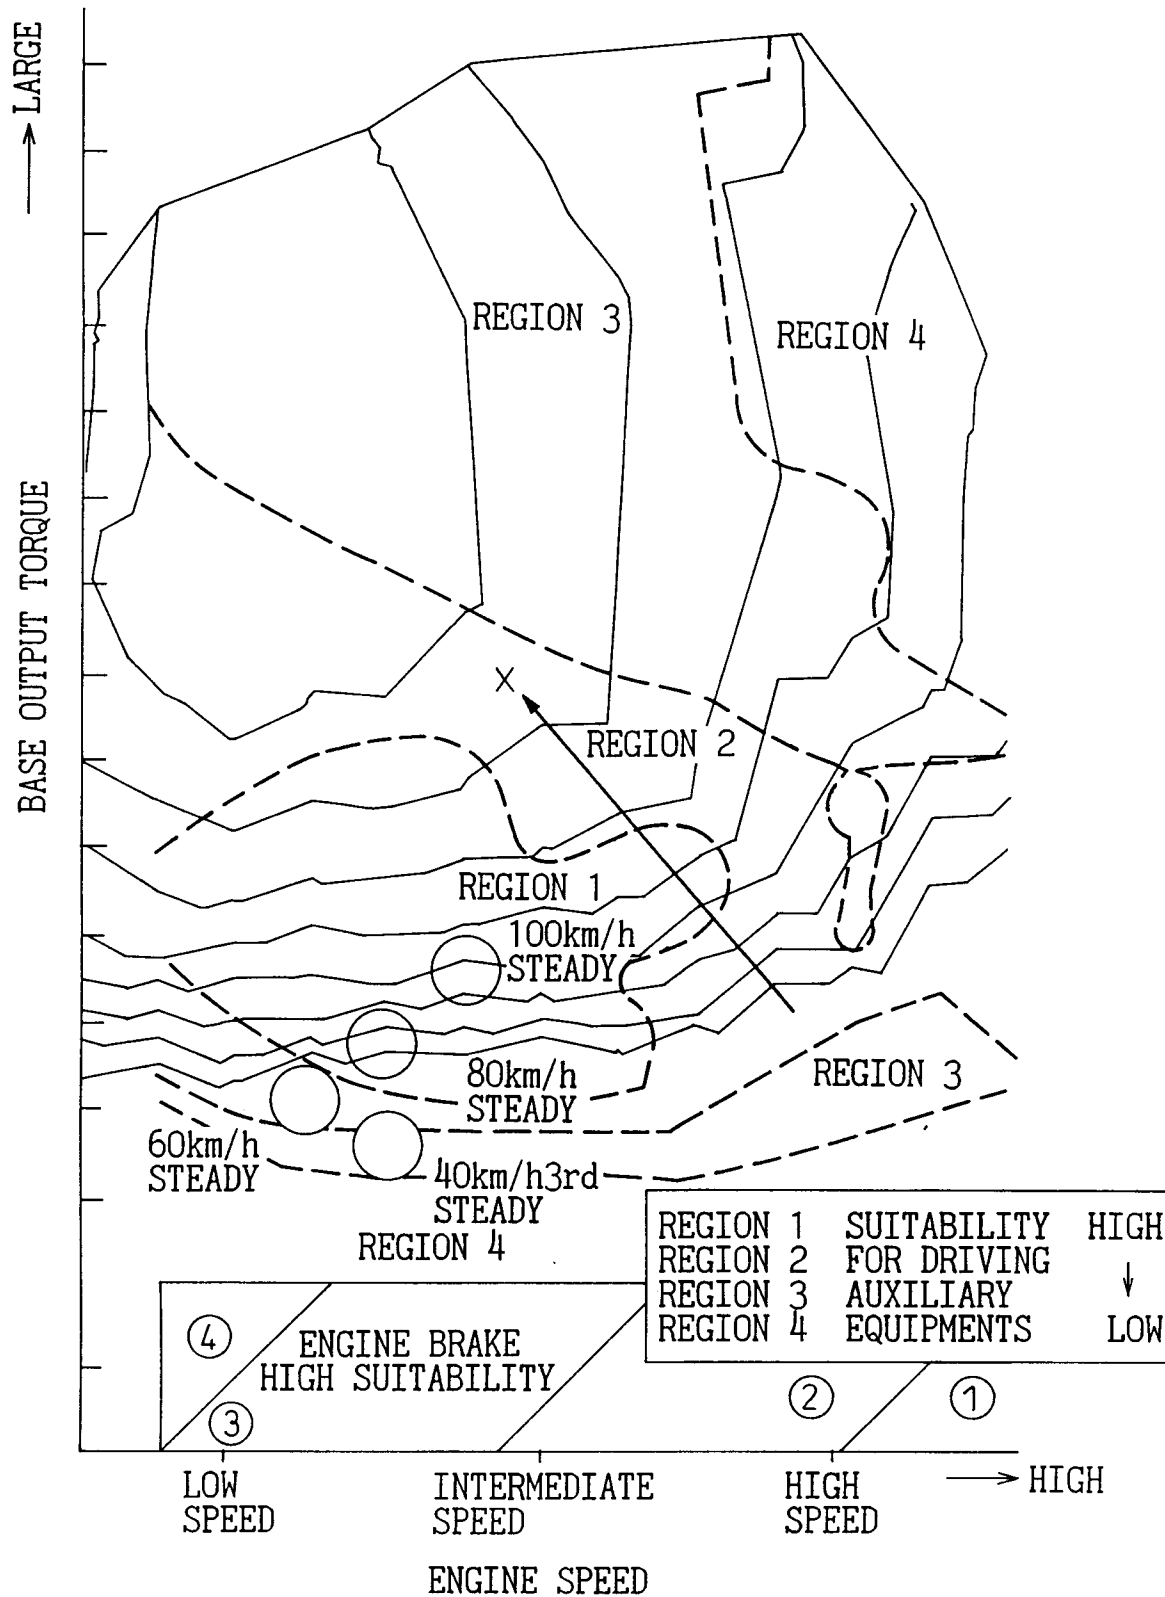 LARGE
BASE OUTPUT TORQUE
REGION 3
REGION 4
X
REGION 2
REGION 1
100km/h
STEADY
80km/h
STEADY
REGION 3
60km/h
STEADY
40km/h3rd
STEADY
REGION 4
REGION 1 SUITABILITY HIGH
REGION 2 FOR DRIVING
REGION 3 AUXILIARY
REGION 4 EQUIPMENTS LOW
④
ENGINE BRAKE
HIGH SUITABILITY
③
②
①
LOW
SPEED
INTERMEDIATE
SPEED
HIGH
SPEED
HIGH
ENGINE SPEED